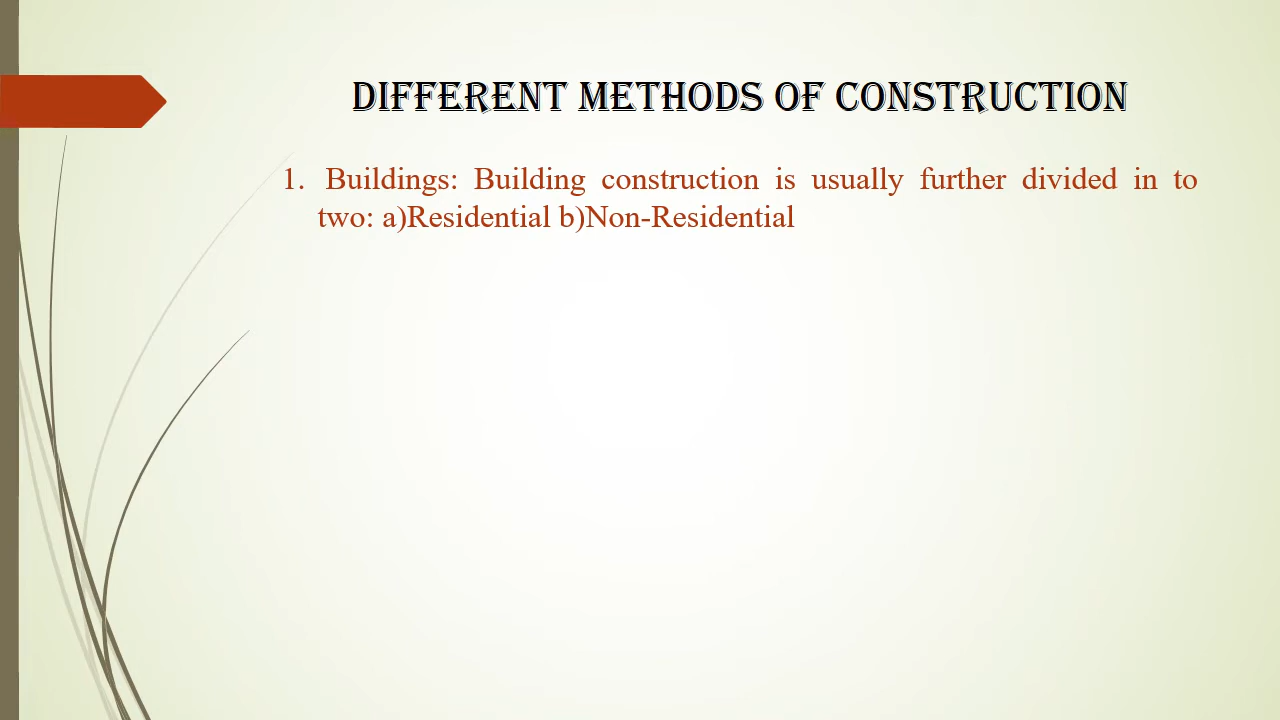 DIFFERENT METHODS OF CONSTRUCTION
1. Buildings: Building construction is usually further divided in to
two: a)Residential b)Non-Residential